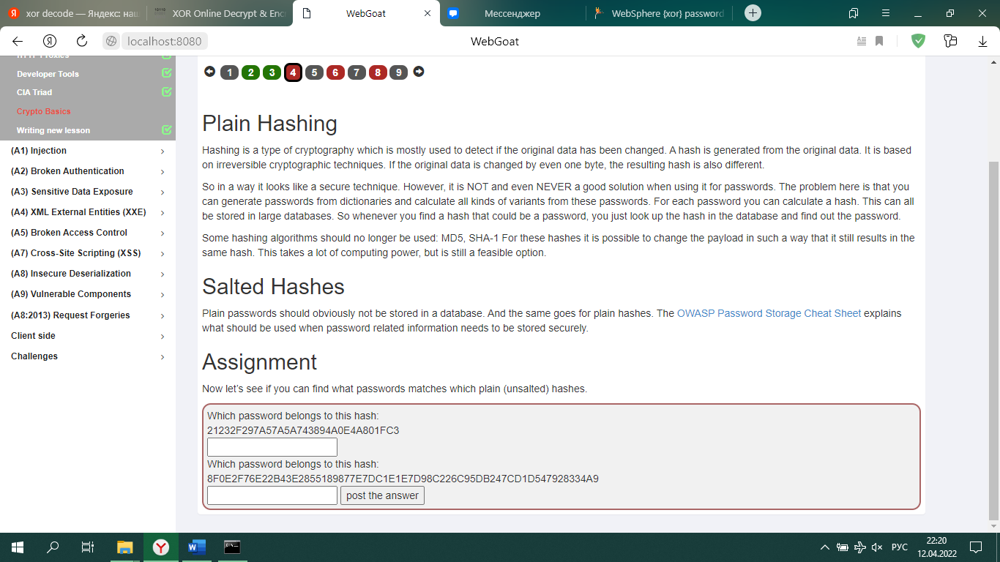 xor decode — Яндекс: наш
XOR Online Decrypt & Enc
WebGoat
Мессенджер
WebSphere {xor} password
localhost:8080
WebGoat
HTTP Proxies
Developer Tools
CIA Triad
Crypto Basics
Writing new lesson
(A1) Injection
(A2) Broken Authentication
(A3) Sensitive Data Exposure
(A4) XML External Entities (XXE)
(A5) Broken Access Control
(A7) Cross-Site Scripting (XSS)
(A8) Insecure Deserialization
(A9) Vulnerable Components
(A8:2013) Request Forgeries
Client side
Challenges
1 2 3 4 5 6 7 8 9
Plain Hashing
Hashing is a type of cryptography which is mostly used to detect if the original data has been changed. A hash is generated from the original data. It is based
on irreversible cryptographic techniques. If the original data is changed by even one byte, the resulting hash is also different.
So in a way it looks like a secure technique. However, it is NOT and even NEVER a good solution when using it for passwords. The problem here is that you
can generate passwords from dictionaries and calculate all kinds of variants from these passwords. For each password you can calculate a hash. This can all
be stored in large databases. So whenever you find a hash that could be a password, you just look up the hash in the database and find out the password.
Some hashing algorithms should no longer be used: MD5, SHA-1 For these hashes it is possible to change the payload in such a way that it still results in the
same hash. This takes a lot of computing power, but is still a feasible option.
Salted Hashes
Plain passwords should obviously not be stored in a database. And the same goes for plain hashes. The OWASP Password Storage Cheat Sheet explains
what should be used when password related information needs to be stored securely.
Assignment
Now let's see if you can find what passwords matches which plain (unsalted) hashes.
Which password belongs to this hash:
21232F297A57A5A743894A0E4A801FC3
Which password belongs to this hash:
8F0E2F76E22B43E2855189877E7DC1E1E7D98C226C95DB247CD1D547928334A9
post the answer
РУС
22:20
12.04.2022